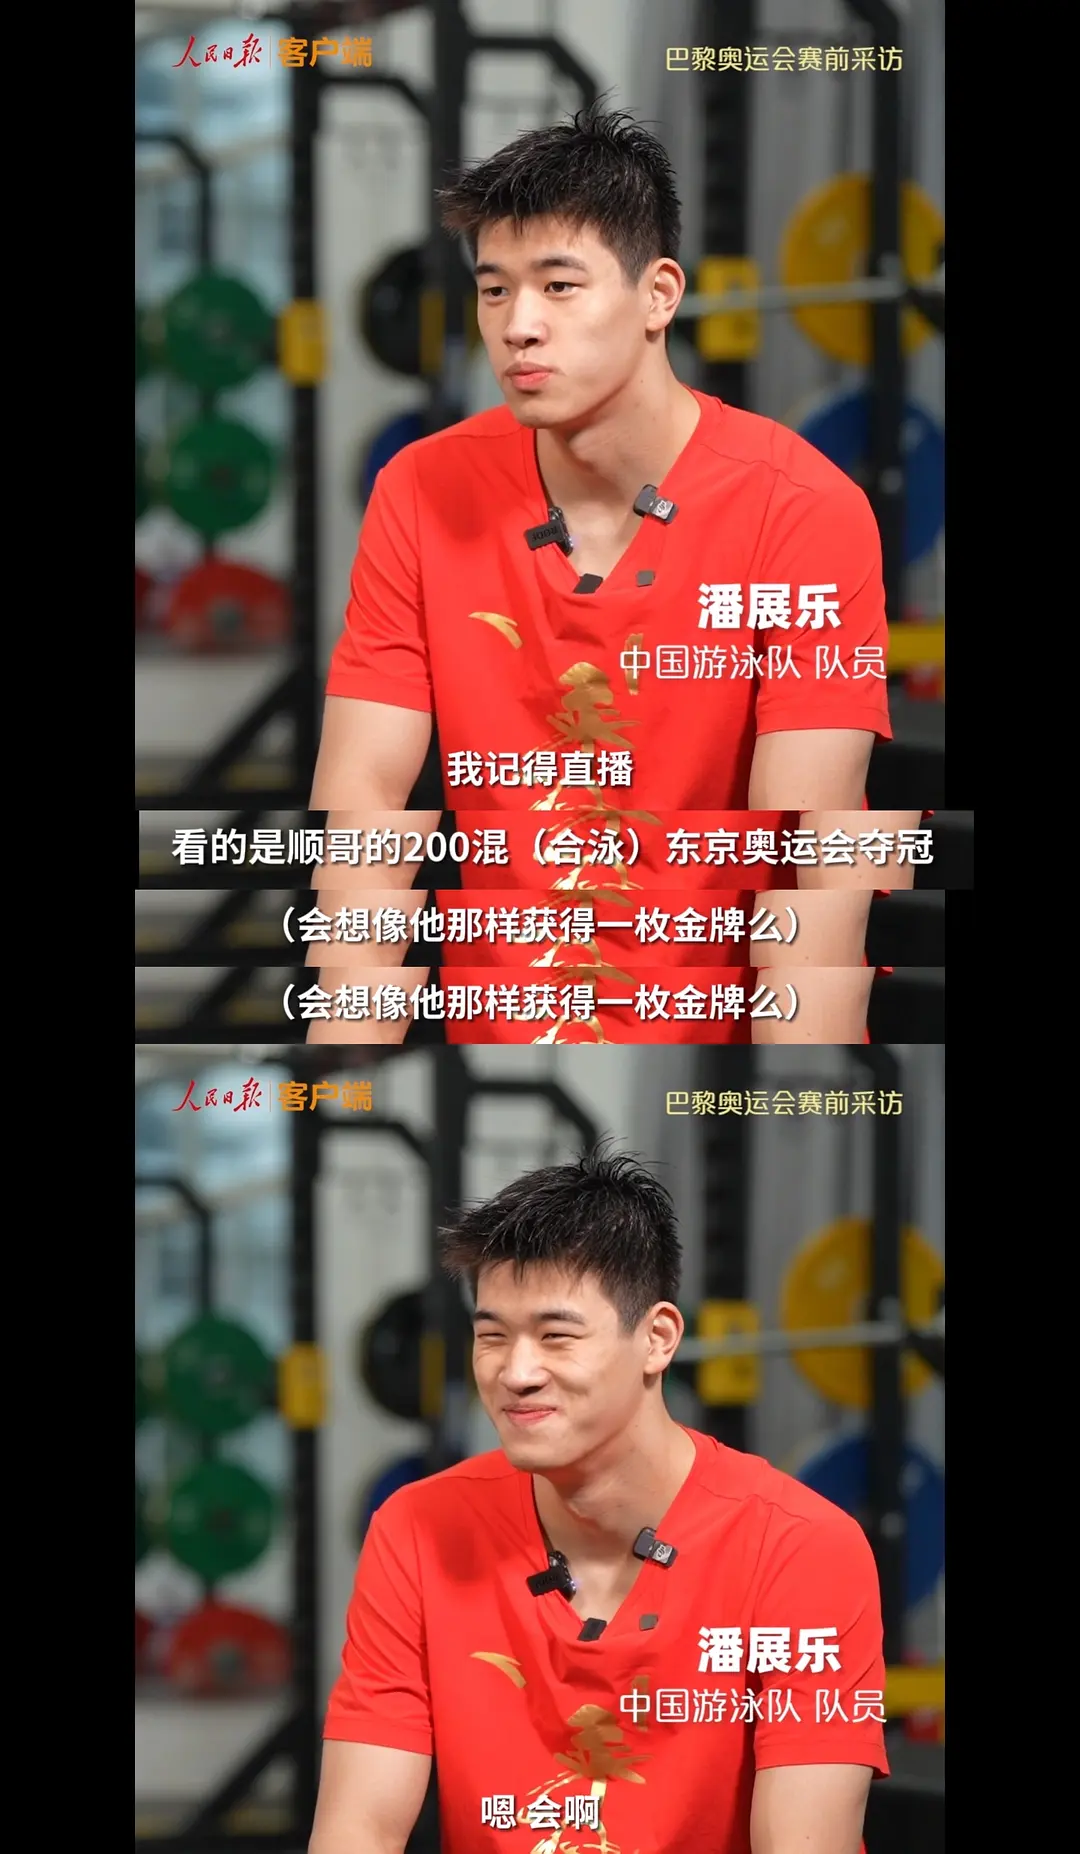 人民日报 客户端
巴黎奥运会赛前采访
潘展乐
中国游泳队 队员
我记得直播
看的是顺哥的200混（合泳）东京奥运会夺冠
（会想像他那样获得一枚金牌么）
（会想像他那样获得一枚金牌么）
人民日报 客户端
巴黎奥运会赛前采访
潘展乐
中国游泳队 队员
嗯 会啊